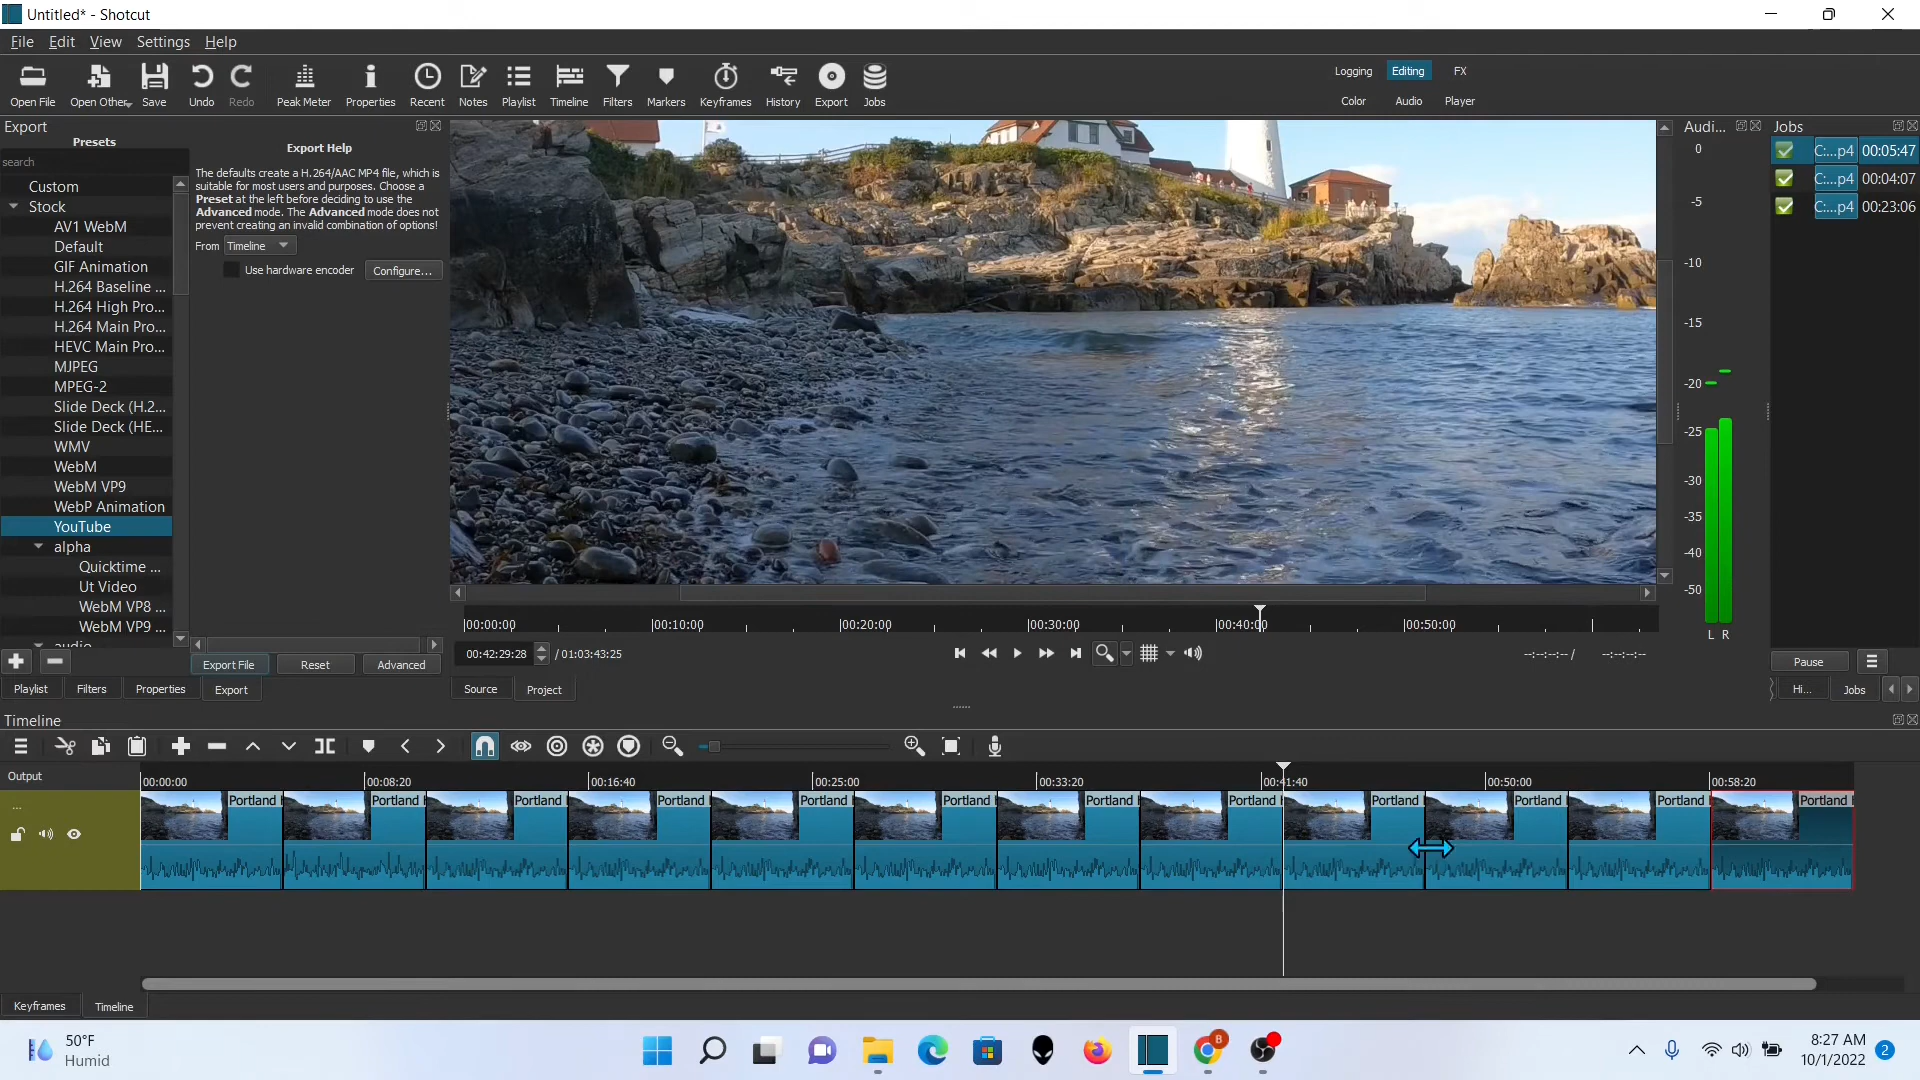 Untitled* - Shotcut
File Edit View Settings Help
Open File Open Other Save Undo Redo Peak Meter Properties Recent Notes Playlist Timeline Filters Markers Keyframes History Export Jobs
Logging Editing FX
Color Audio Player
Export
Presets
search
Custom
Stock
AV1 WebM
Default
GIF Animation
H.264 Baseline ...
H.264 High Pro...
H.264 Main Pro...
HEVC Main Pro...
MJPEG
MPEG-2
Slide Deck (H.2...
Slide Deck (HE...
WMV
WebM
WebM VP9
WebP Animation
YouTube
alpha
Quicktime ...
Ut Video
WebM VP8 ...
WebM VP9 ...
audio
Export Help
The defaults create a H.264/AAC MP4 file, which is
suitable for most users and purposes. Choose a
Preset at the left before deciding to use the
Advanced mode. The Advanced mode does not
prevent creating an invalid combination of options!
From Timeline
Use hardware encoder Configure...
Export File Reset Advanced
Playlist Filters Properties Export
00:00:00 00:10:00 00:20:00 00:30:00 00:40:00 00:50:00
00:42:29:28 / 01:03:43:25
--:--:--:-- / --:--:--:--
Source Project
Audi...
0
-5
-10
-15
-20
-25
-30
-35
-40
-50
L R
Jobs
C:...p4 00:05:47
C:...p4 00:04:07
C:...p4 00:23:06
Pause
Hi... Jobs
Timeline
Output
00:00:00 00:08:20 00:16:40 00:25:00 00:33:20 00:41:40 00:50:00 00:58:20
...
Portland Portland Portland Portland Portland Portland Portland Portland Portland Portland Portland Portland
Keyframes Timeline
50°F
Humid
8
8:27 AM
10/1/2022
2